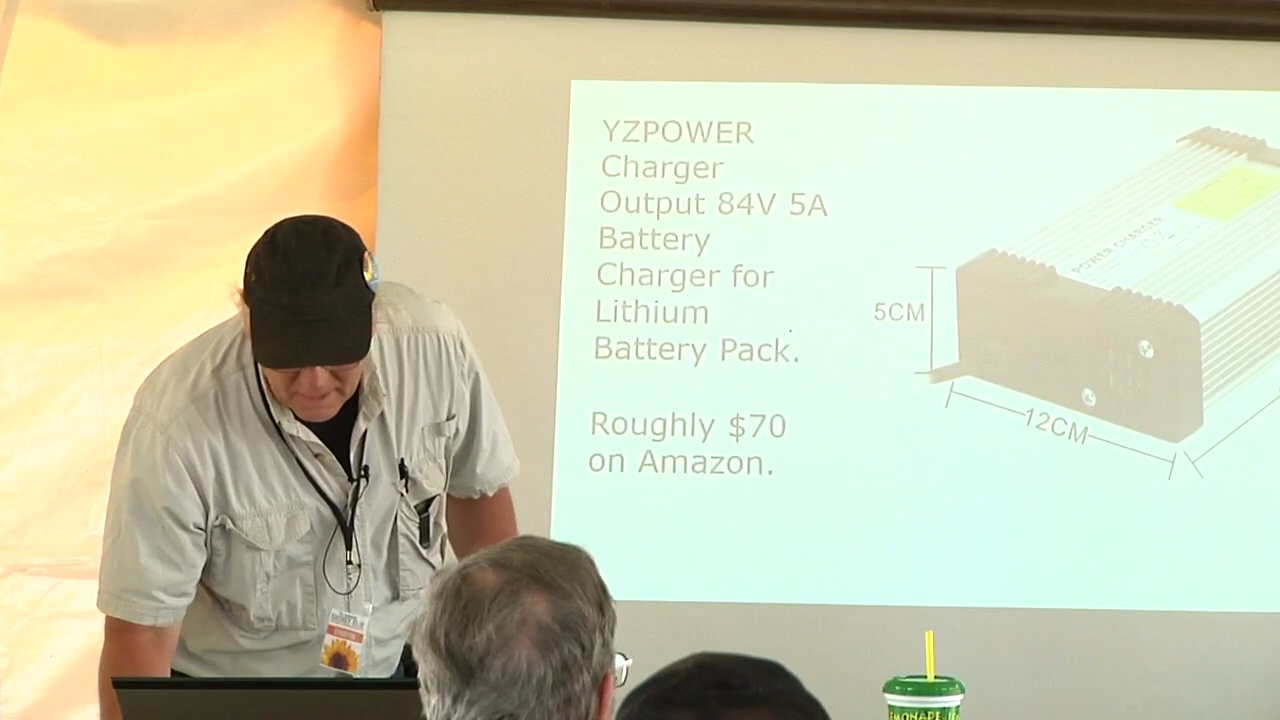 YZPOWER
Charger
Output 84V 5A
Battery
Charger for
Lithium
Battery Pack.
Roughly $70
on Amazon.
POWER CHARGER
5CM
12CM
LEMONADE